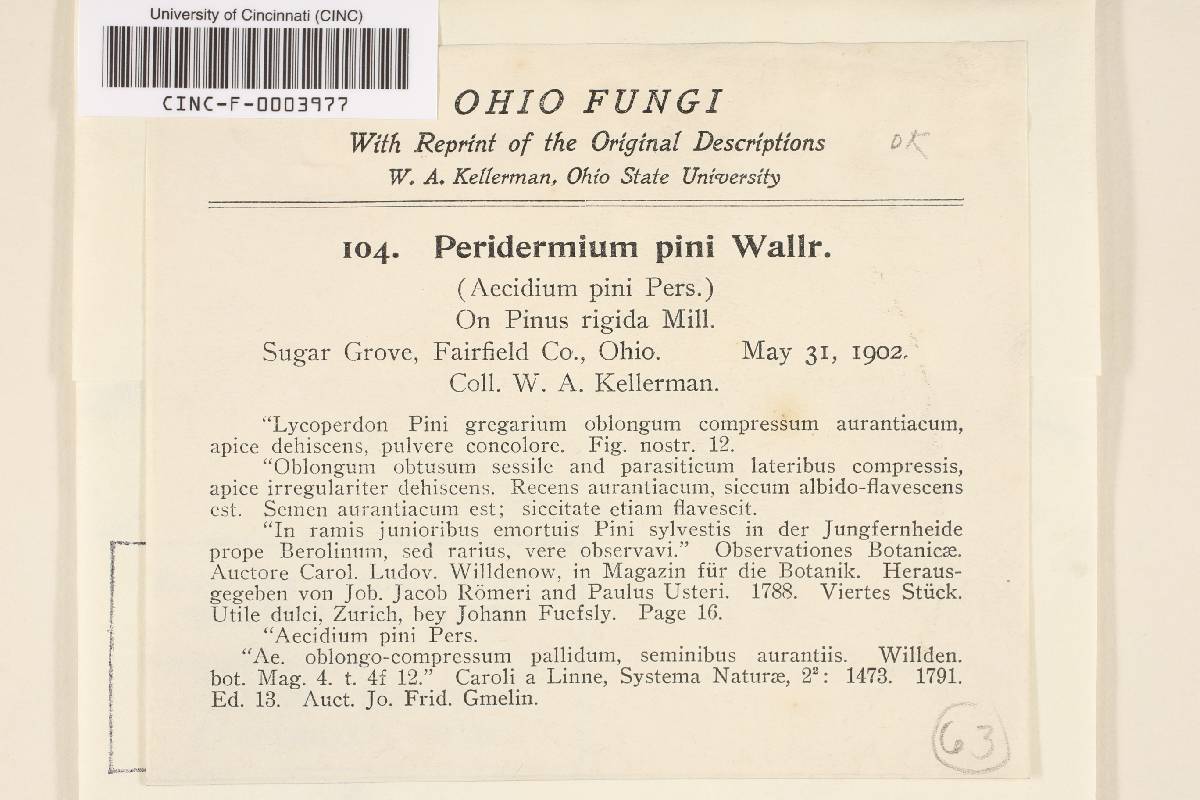 University of Cincinnati (CINC)
CINC-F-0003977
OHIO FUNGI
With Reprint of the Original Descriptions
OK
W. A. Kellerman, Ohio State University
104. Peridermium pini Wallr.
(Aecidium pini Pers.)
On Pinus rigida Mill.
Sugar Grove, Fairfield Co., Ohio. May 31, 1902.
Coll. W. A. Kellerman.
“Lycoperdon Pini gregarium oblongum compressum aurantiacum,
apice dehiscens, pulvere concolore. Fig. nostr. 12.
“Oblongum obtusum sessile and parasiticum lateribus compressis,
apice irregulariter dehiscens. Recens aurantiacum, siccum albido-flavescens
est. Semen aurantiacum est; siccitate etiam flavescit.
“In ramis junioribus emortuis Pini sylvestis in der Jungfernheide
prope Berolinum, sed rarius, vere observavi.” Observationes Botanicæ.
Auctore Carol. Ludov. Willdenow, in Magazin für die Botanik. Heraus-
gegeben von Job. Jacob Römeri and Paulus Usteri. 1788. Viertes Stück.
Utile dulci, Zurich, bey Johann Fuefsly. Page 16.
“Aecidium pini Pers.
“Ae. oblongo-compressum pallidum, seminibus aurantiis. Willden.
bot. Mag. 4. t. 4f 12.” Caroli a Linne, Systema Naturæ, 2²: 1473. 1791.
Ed. 13. Auct. Jo. Frid. Gmelin.
63